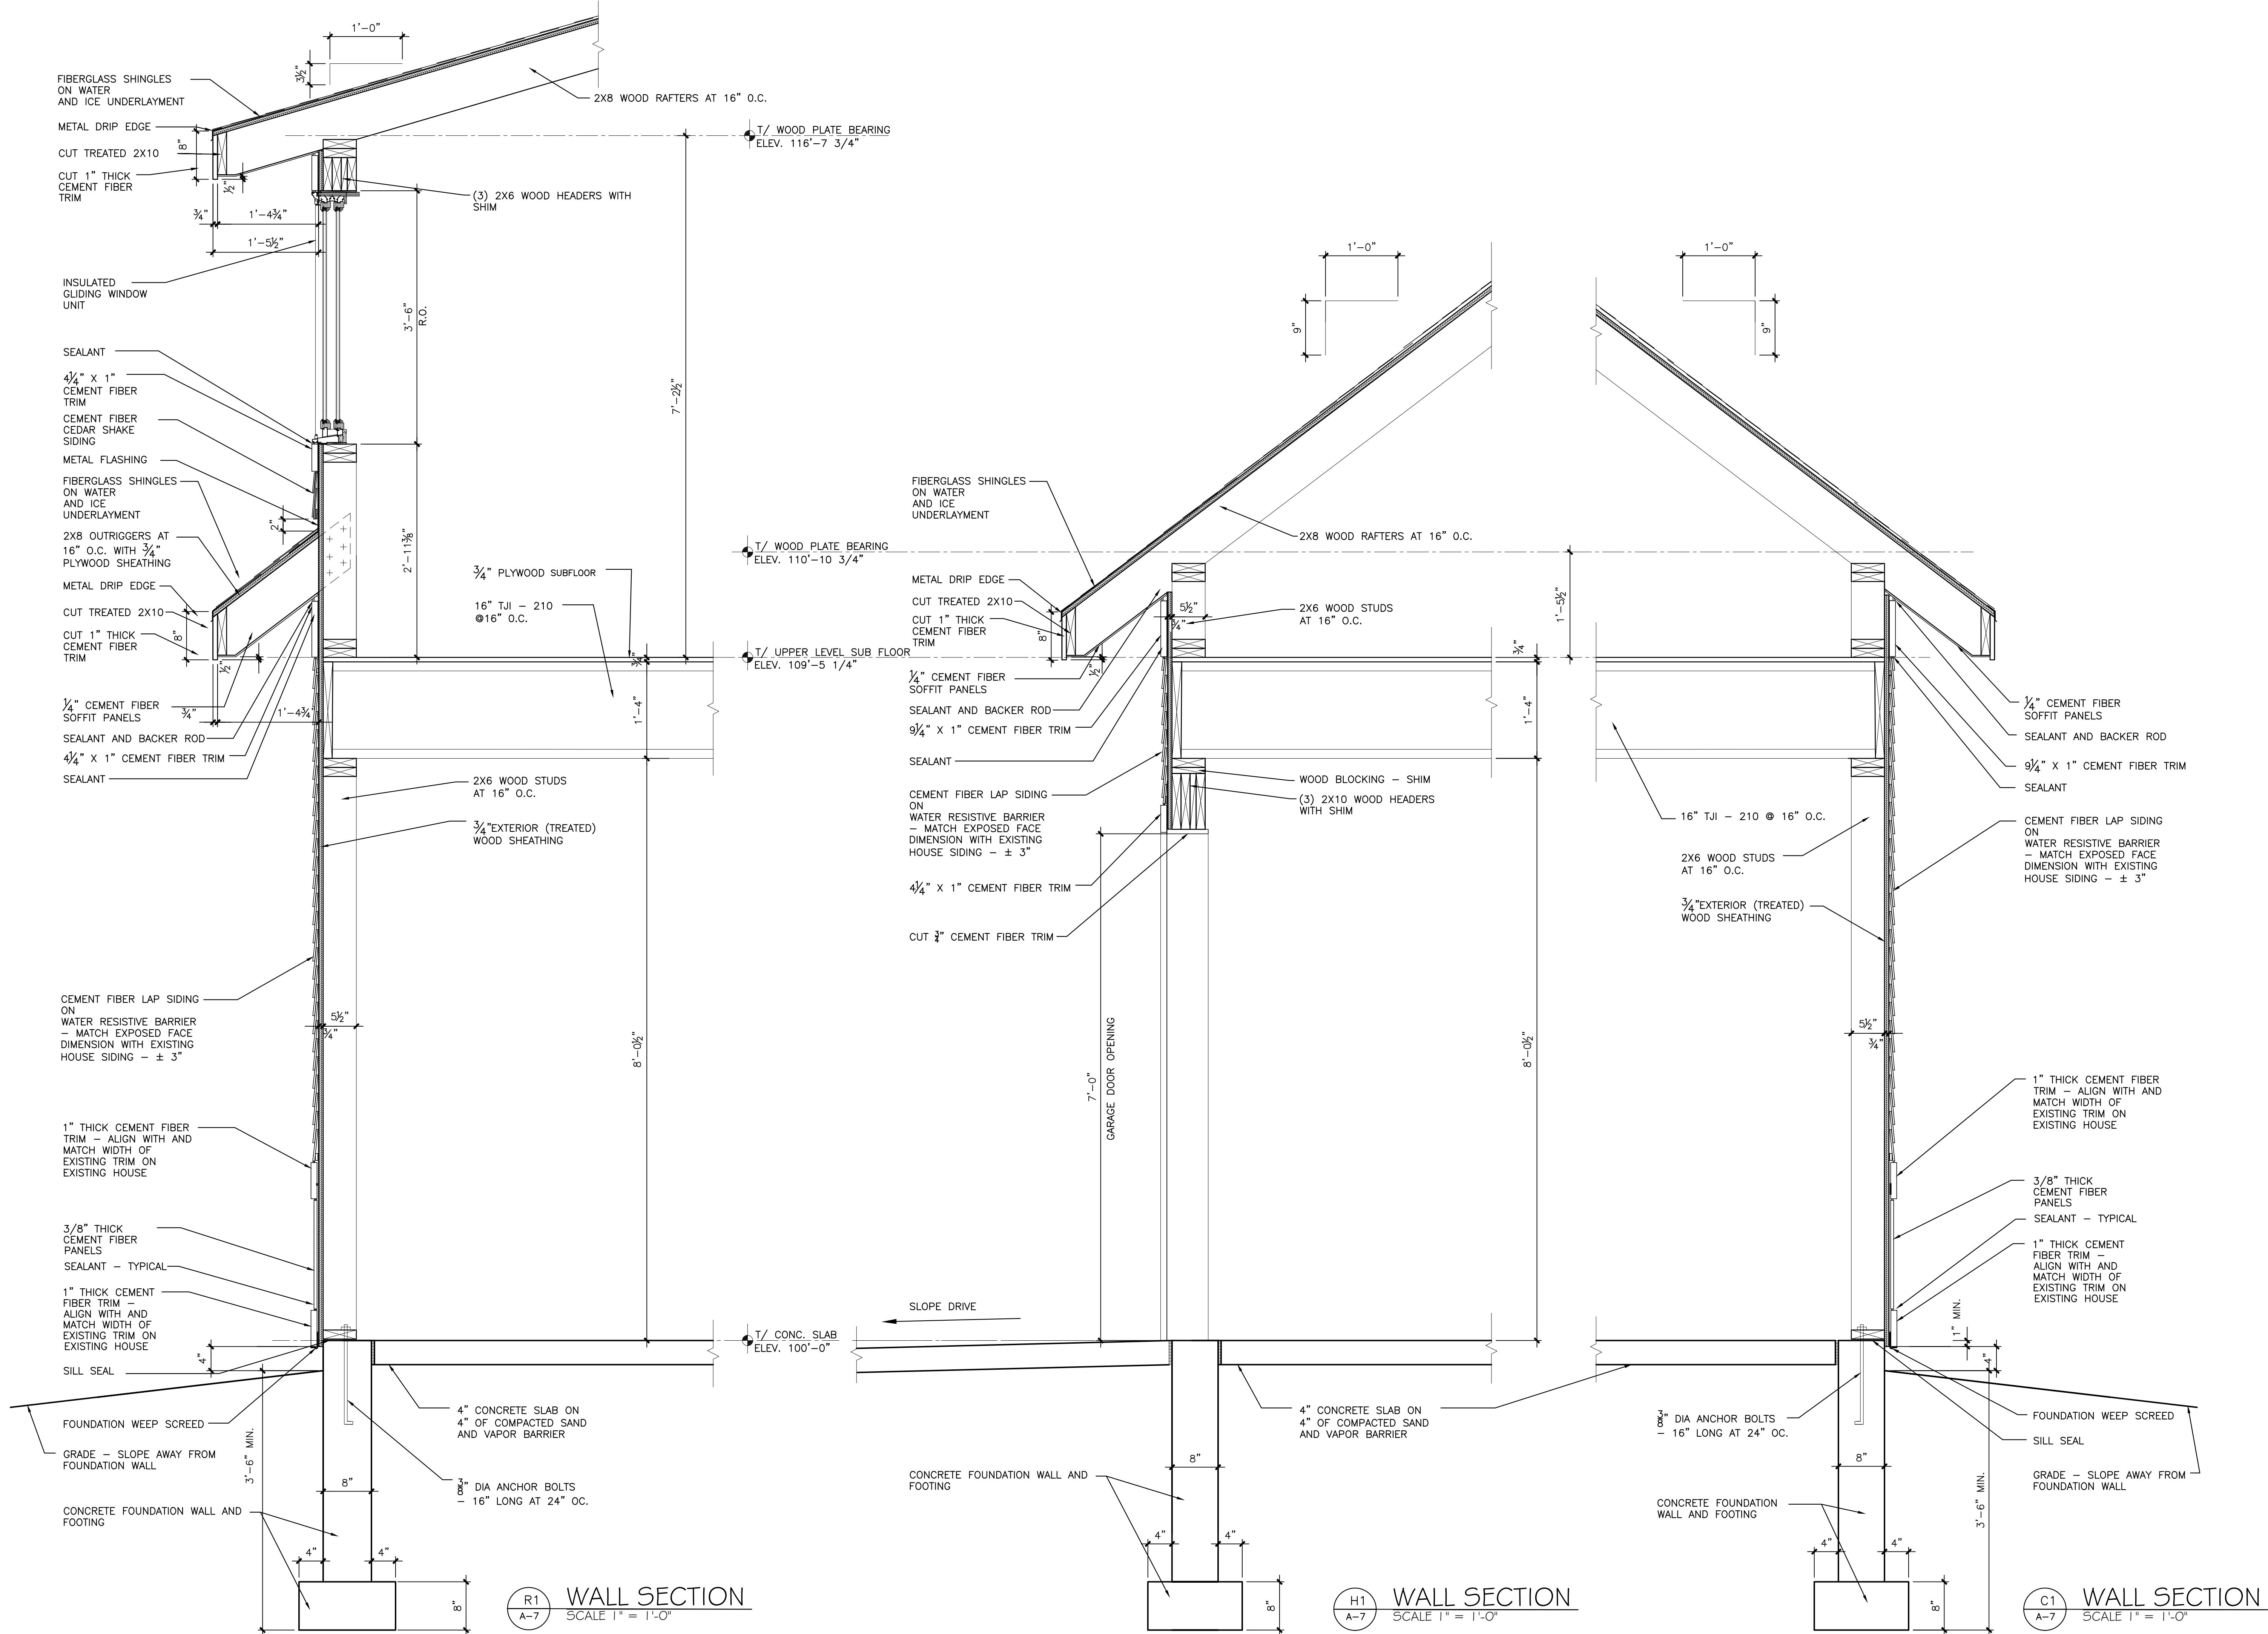 1'-0"
3½"
FIBERGLASS SHINGLES
ON WATER
AND ICE UNDERLAYMENT
METAL DRIP EDGE
CUT TREATED 2X10
CUT 1" THICK
CEMENT FIBER
TRIM
8"
½"
¾"
1'-4¾"
1'-5½"
2X8 WOOD RAFTERS AT 16" O.C.
T/ WOOD PLATE BEARING
ELEV. 116'-7 3/4"
(3) 2X6 WOOD HEADERS WITH
SHIM
INSULATED
GLIDING WINDOW
UNIT
3'-6"
R.O.
7'-2½"
SEALANT
4¼" X 1"
CEMENT FIBER
TRIM
CEMENT FIBER
CEDAR SHAKE
SIDING
METAL FLASHING
FIBERGLASS SHINGLES
ON WATER
AND ICE
UNDERLAYMENT
2"
2X8 OUTRIGGERS AT
16" O.C. WITH ¾"
PLYWOOD SHEATHING
2'-11⅜"
METAL DRIP EDGE
CUT TREATED 2X10
CUT 1" THICK
CEMENT FIBER
TRIM
8"
½"
¾"
1'-4¾"
¾" PLYWOOD SUBFLOOR
16" TJI - 210
@16" O.C.
¾"
1'-4"
¼" CEMENT FIBER
SOFFIT PANELS
SEALANT AND BACKER ROD
4¼" X 1" CEMENT FIBER TRIM
SEALANT
2X6 WOOD STUDS
AT 16" O.C.
¾"EXTERIOR (TREATED)
WOOD SHEATHING
CEMENT FIBER LAP SIDING
ON
WATER RESISTIVE BARRIER
- MATCH EXPOSED FACE
DIMENSION WITH EXISTING
HOUSE SIDING - ± 3"
5½"
¾"
8'-0½"
1" THICK CEMENT FIBER
TRIM - ALIGN WITH AND
MATCH WIDTH OF
EXISTING TRIM ON
EXISTING HOUSE
3/8" THICK
CEMENT FIBER
PANELS
SEALANT - TYPICAL
1" THICK CEMENT
FIBER TRIM -
ALIGN WITH AND
MATCH WIDTH OF
EXISTING TRIM ON
EXISTING HOUSE
4"
SILL SEAL
FOUNDATION WEEP SCREED
GRADE - SLOPE AWAY FROM
FOUNDATION WALL
3'-6" MIN.
CONCRETE FOUNDATION WALL AND
FOOTING
4" CONCRETE SLAB ON
4" OF COMPACTED SAND
AND VAPOR BARRIER
⅜" DIA ANCHOR BOLTS
- 16" LONG AT 24" OC.
8"
4"
4"
8"
R1
A-7
WALL SECTION
SCALE 1" = 1'-0"
T/ WOOD PLATE BEARING
ELEV. 110'-10 3/4"
T/ UPPER LEVEL SUB FLOOR
ELEV. 109'-5 1/4"
T/ CONC. SLAB
ELEV. 100'-0"
1'-0"
9"
FIBERGLASS SHINGLES
ON WATER
AND ICE
UNDERLAYMENT
2X8 WOOD RAFTERS AT 16" O.C.
METAL DRIP EDGE
CUT TREATED 2X10
CUT 1" THICK
CEMENT FIBER
TRIM
8"
½"
5½"
¾"
2X6 WOOD STUDS
AT 16" O.C.
1'-5½"
¾"
1'-4"
¼" CEMENT FIBER
SOFFIT PANELS
SEALANT AND BACKER ROD
9¼" X 1" CEMENT FIBER TRIM
SEALANT
CEMENT FIBER LAP SIDING
ON
WATER RESISTIVE BARRIER
- MATCH EXPOSED FACE
DIMENSION WITH EXISTING
HOUSE SIDING - ± 3"
4¼" X 1" CEMENT FIBER TRIM
CUT ¾" CEMENT FIBER TRIM
WOOD BLOCKING - SHIM
(3) 2X10 WOOD HEADERS
WITH SHIM
7'-0"
GARAGE DOOR OPENING
8'-0½"
SLOPE DRIVE
4" CONCRETE SLAB ON
4" OF COMPACTED SAND
AND VAPOR BARRIER
CONCRETE FOUNDATION WALL AND
FOOTING
8"
4"
4"
8"
H1
A-7
WALL SECTION
SCALE 1" = 1'-0"
1'-0"
9"
¼" CEMENT FIBER
SOFFIT PANELS
SEALANT AND BACKER ROD
9¼" X 1" CEMENT FIBER TRIM
SEALANT
16" TJI - 210 @ 16" O.C.
2X6 WOOD STUDS
AT 16" O.C.
¾"EXTERIOR (TREATED)
WOOD SHEATHING
CEMENT FIBER LAP SIDING
ON
WATER RESISTIVE BARRIER
- MATCH EXPOSED FACE
DIMENSION WITH EXISTING
HOUSE SIDING - ± 3"
5½"
¾"
1" THICK CEMENT FIBER
TRIM - ALIGN WITH AND
MATCH WIDTH OF
EXISTING TRIM ON
EXISTING HOUSE
3/8" THICK
CEMENT FIBER
PANELS
SEALANT - TYPICAL
1" THICK CEMENT
FIBER TRIM -
ALIGN WITH AND
MATCH WIDTH OF
EXISTING TRIM ON
EXISTING HOUSE
1" MIN.
4"
⅜" DIA ANCHOR BOLTS
- 16" LONG AT 24" OC.
FOUNDATION WEEP SCREED
SILL SEAL
GRADE - SLOPE AWAY FROM
FOUNDATION WALL
CONCRETE FOUNDATION
WALL AND FOOTING
8"
3'-6" MIN.
4"
4"
8"
C1
A-7
WALL SECTION
SCALE 1" = 1'-0"